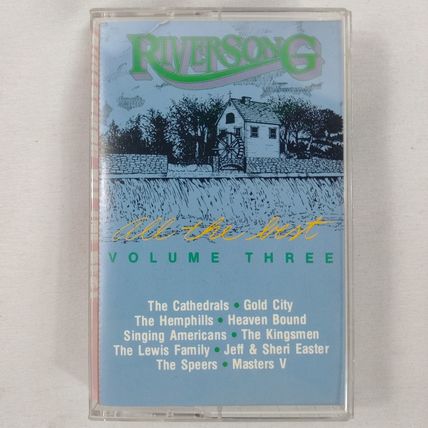 RIVERSONG
all the best
VOLUME THREE
The Cathedrals • Gold City
The Hemphills • Heaven Bound
Singing Americans • The Kingsmen
The Lewis Family • Jeff & Sheri Easter
The Speers • Masters V